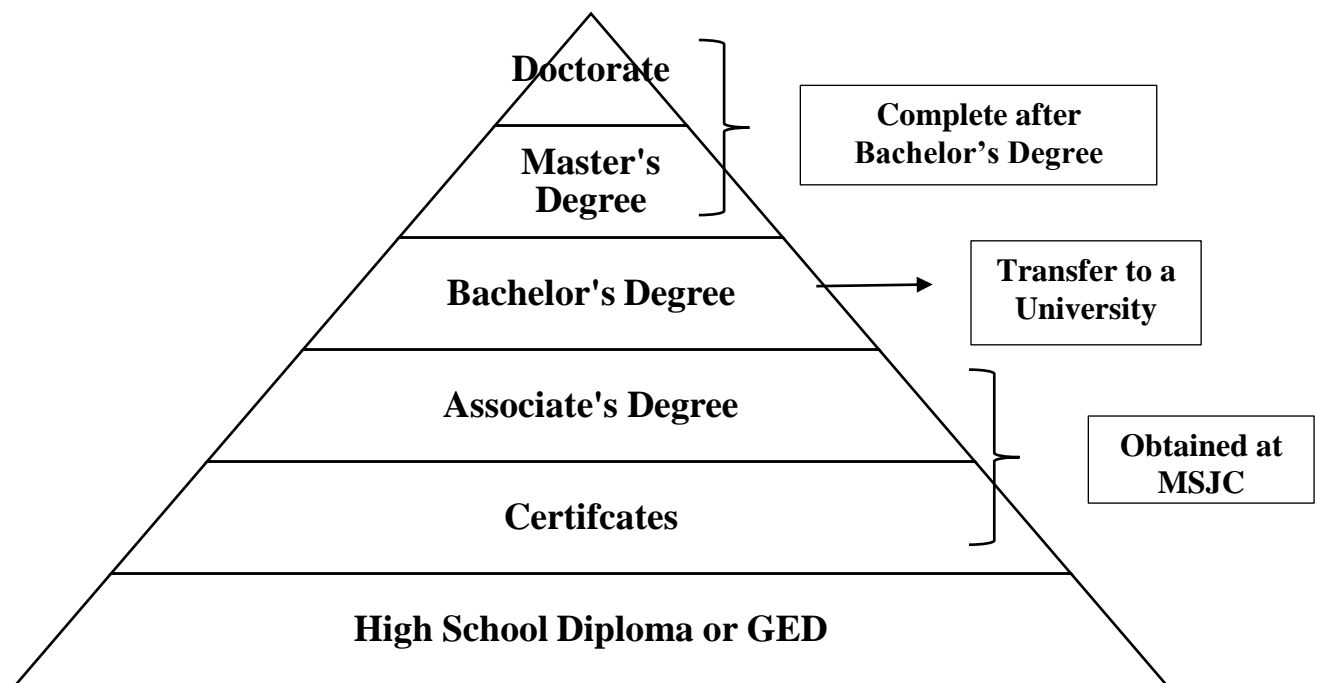 Doctorate
Complete after
Bachelor’s Degree
Master's
Degree
Bachelor's Degree
Transfer to a
University
Associate's Degree
Obtained at
MSJC
Certifcates
High School Diploma or GED